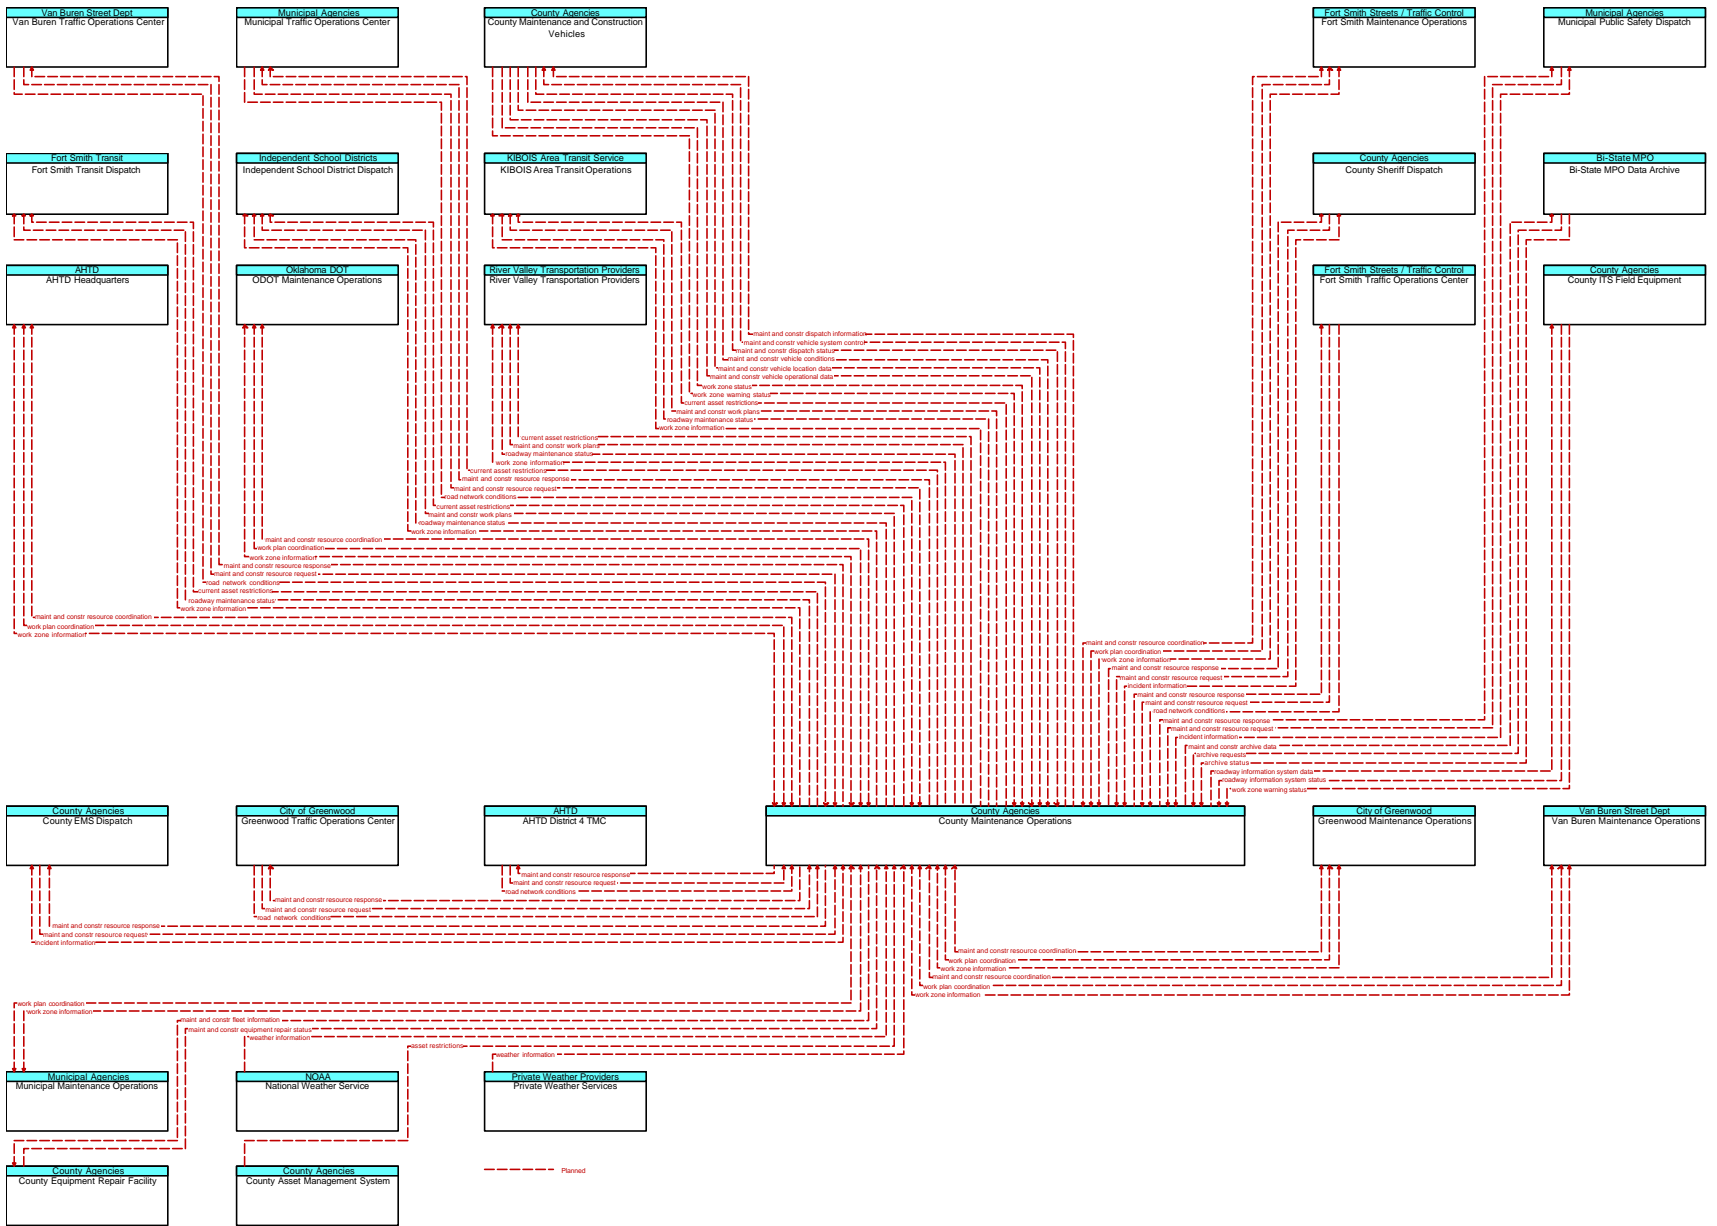 Van Buren Street Dept
Van Buren Traffic Operations Center
Municipal Agencies
Municipal Traffic Operations Center
County Agencies
County Maintenance and Construction
Vehicles
Fort Smith Streets / Traffic Control
Fort Smith Maintenance Operations
Municipal Agencies
Municipal Public Safety Dispatch
Fort Smith Transit
Fort Smith Transit Dispatch
Independent School Districts
Independent School District Dispatch
KIBOIS Area Transit Service
KIBOIS Area Transit Operations
County Agencies
County Sheriff Dispatch
Bi-State MPO
Bi-State MPO Data Archive
AHTD
AHTD Headquarters
Oklahoma DOT
ODOT Maintenance Operations
River Valley Transportation Providers
River Valley Transportation Providers
Fort Smith Streets / Traffic Control
Fort Smith Traffic Operations Center
County Agencies
County ITS Field Equipment
maint and constr dispatch information
maint and constr vehicle system control
maint and constr dispatch status
maint and constr vehicle conditions
maint and constr vehicle location data
maint and constr vehicle operational data
work zone status
work zone warning status
current asset restrictions
maint and constr work plans
roadway maintenance status
work zone information
current asset restrictions
maint and constr work plans
roadway maintenance status
work zone information
current asset restrictions
maint and constr resource response
maint and constr resource request
road network conditions
current asset restrictions
maint and constr work plans
roadway maintenance status
work zone information
maint and constr resource coordination
work plan coordination
work zone information
maint and constr resource response
maint and constr resource request
road network conditions
current asset restrictions
roadway maintenance status
work zone information
maint and constr resource coordination
work plan coordination
work zone information
maint and constr resource coordination
work plan coordination
work zone information
maint and constr resource response
maint and constr resource request
incident information
maint and constr resource response
maint and constr resource request
road network conditions
maint and constr resource response
maint and constr resource request
incident information
maint and constr archive data
archive requests
archive status
roadway information system data
roadway information system status
work zone warning status
County Agencies
County EMS Dispatch
City of Greenwood
Greenwood Traffic Operations Center
AHTD
AHTD District 4 TMC
County Agencies
County Maintenance Operations
City of Greenwood
Greenwood Maintenance Operations
Van Buren Street Dept
Van Buren Maintenance Operations
maint and constr resource response
maint and constr resource request
road network conditions
maint and constr resource response
maint and constr resource request
road network conditions
maint and constr resource response
maint and constr resource request
incident information
maint and constr resource coordination
work plan coordination
work zone information
maint and constr resource coordination
work plan coordination
work zone information
work plan coordination
work zone information
maint and constr fleet information
maint and constr equipment repair status
weather information
asset restrictions
weather information
Municipal Agencies
Municipal Maintenance Operations
NOAA
National Weather Service
Private Weather Providers
Private Weather Services
County Agencies
County Equipment Repair Facility
County Agencies
County Asset Management System
Planned